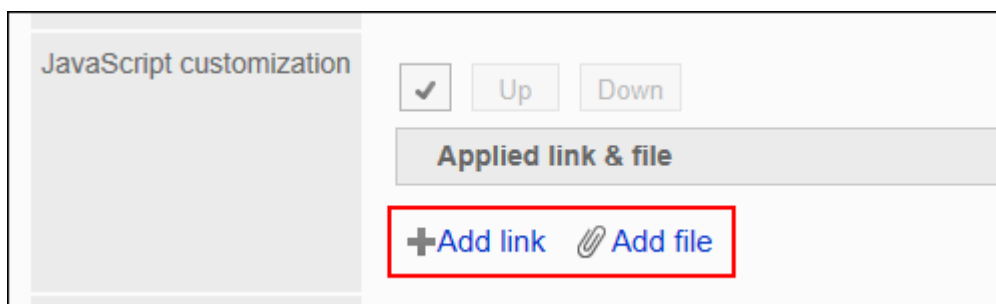 JavaScript customization
Up Down
Applied link & file
Add link Add file